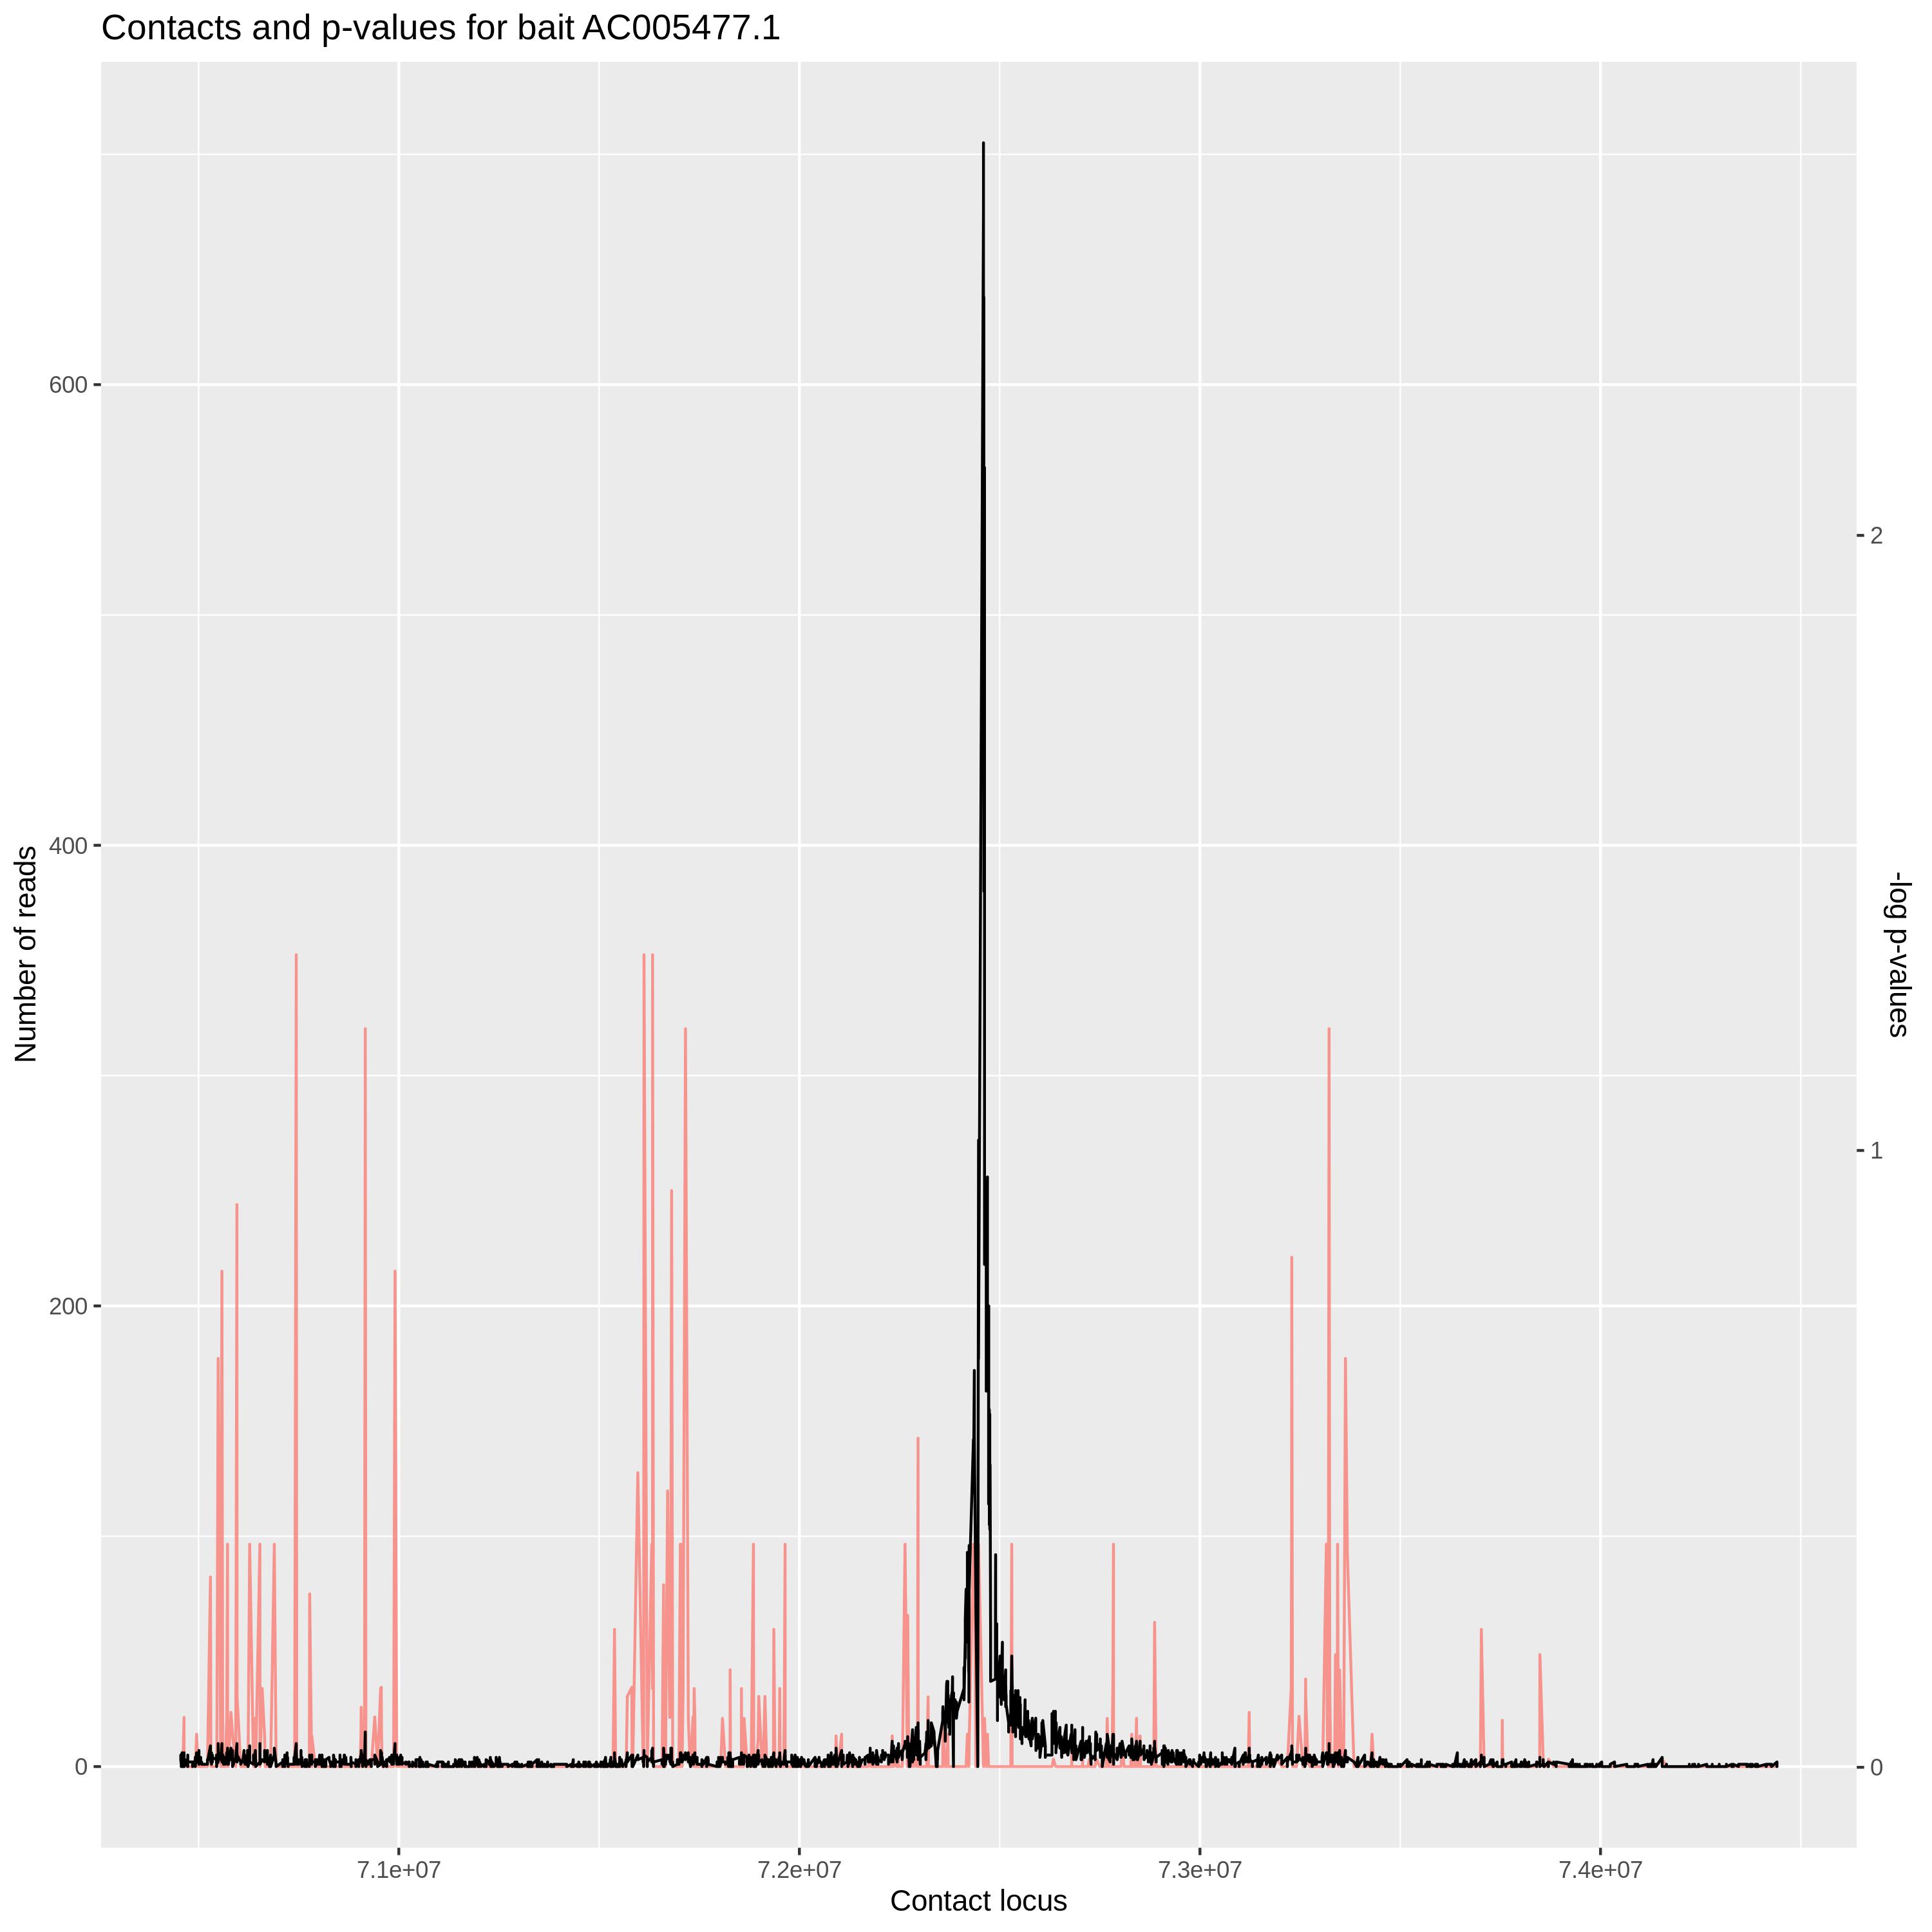 Contacts and p-values for bait AC005477.1
Number of reads
600
400
200
0
2
1
0
-log p-values
7.1e+07
7.2e+07
7.3e+07
7.4e+07
Contact locus